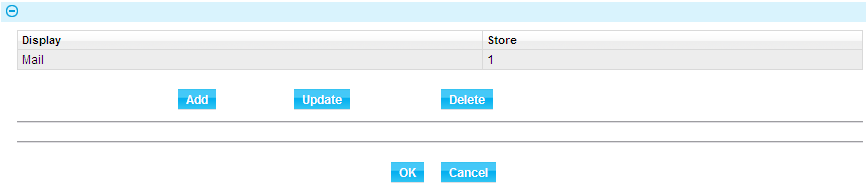 Display Store
Mail 1
Add Update Delete
OK Cancel